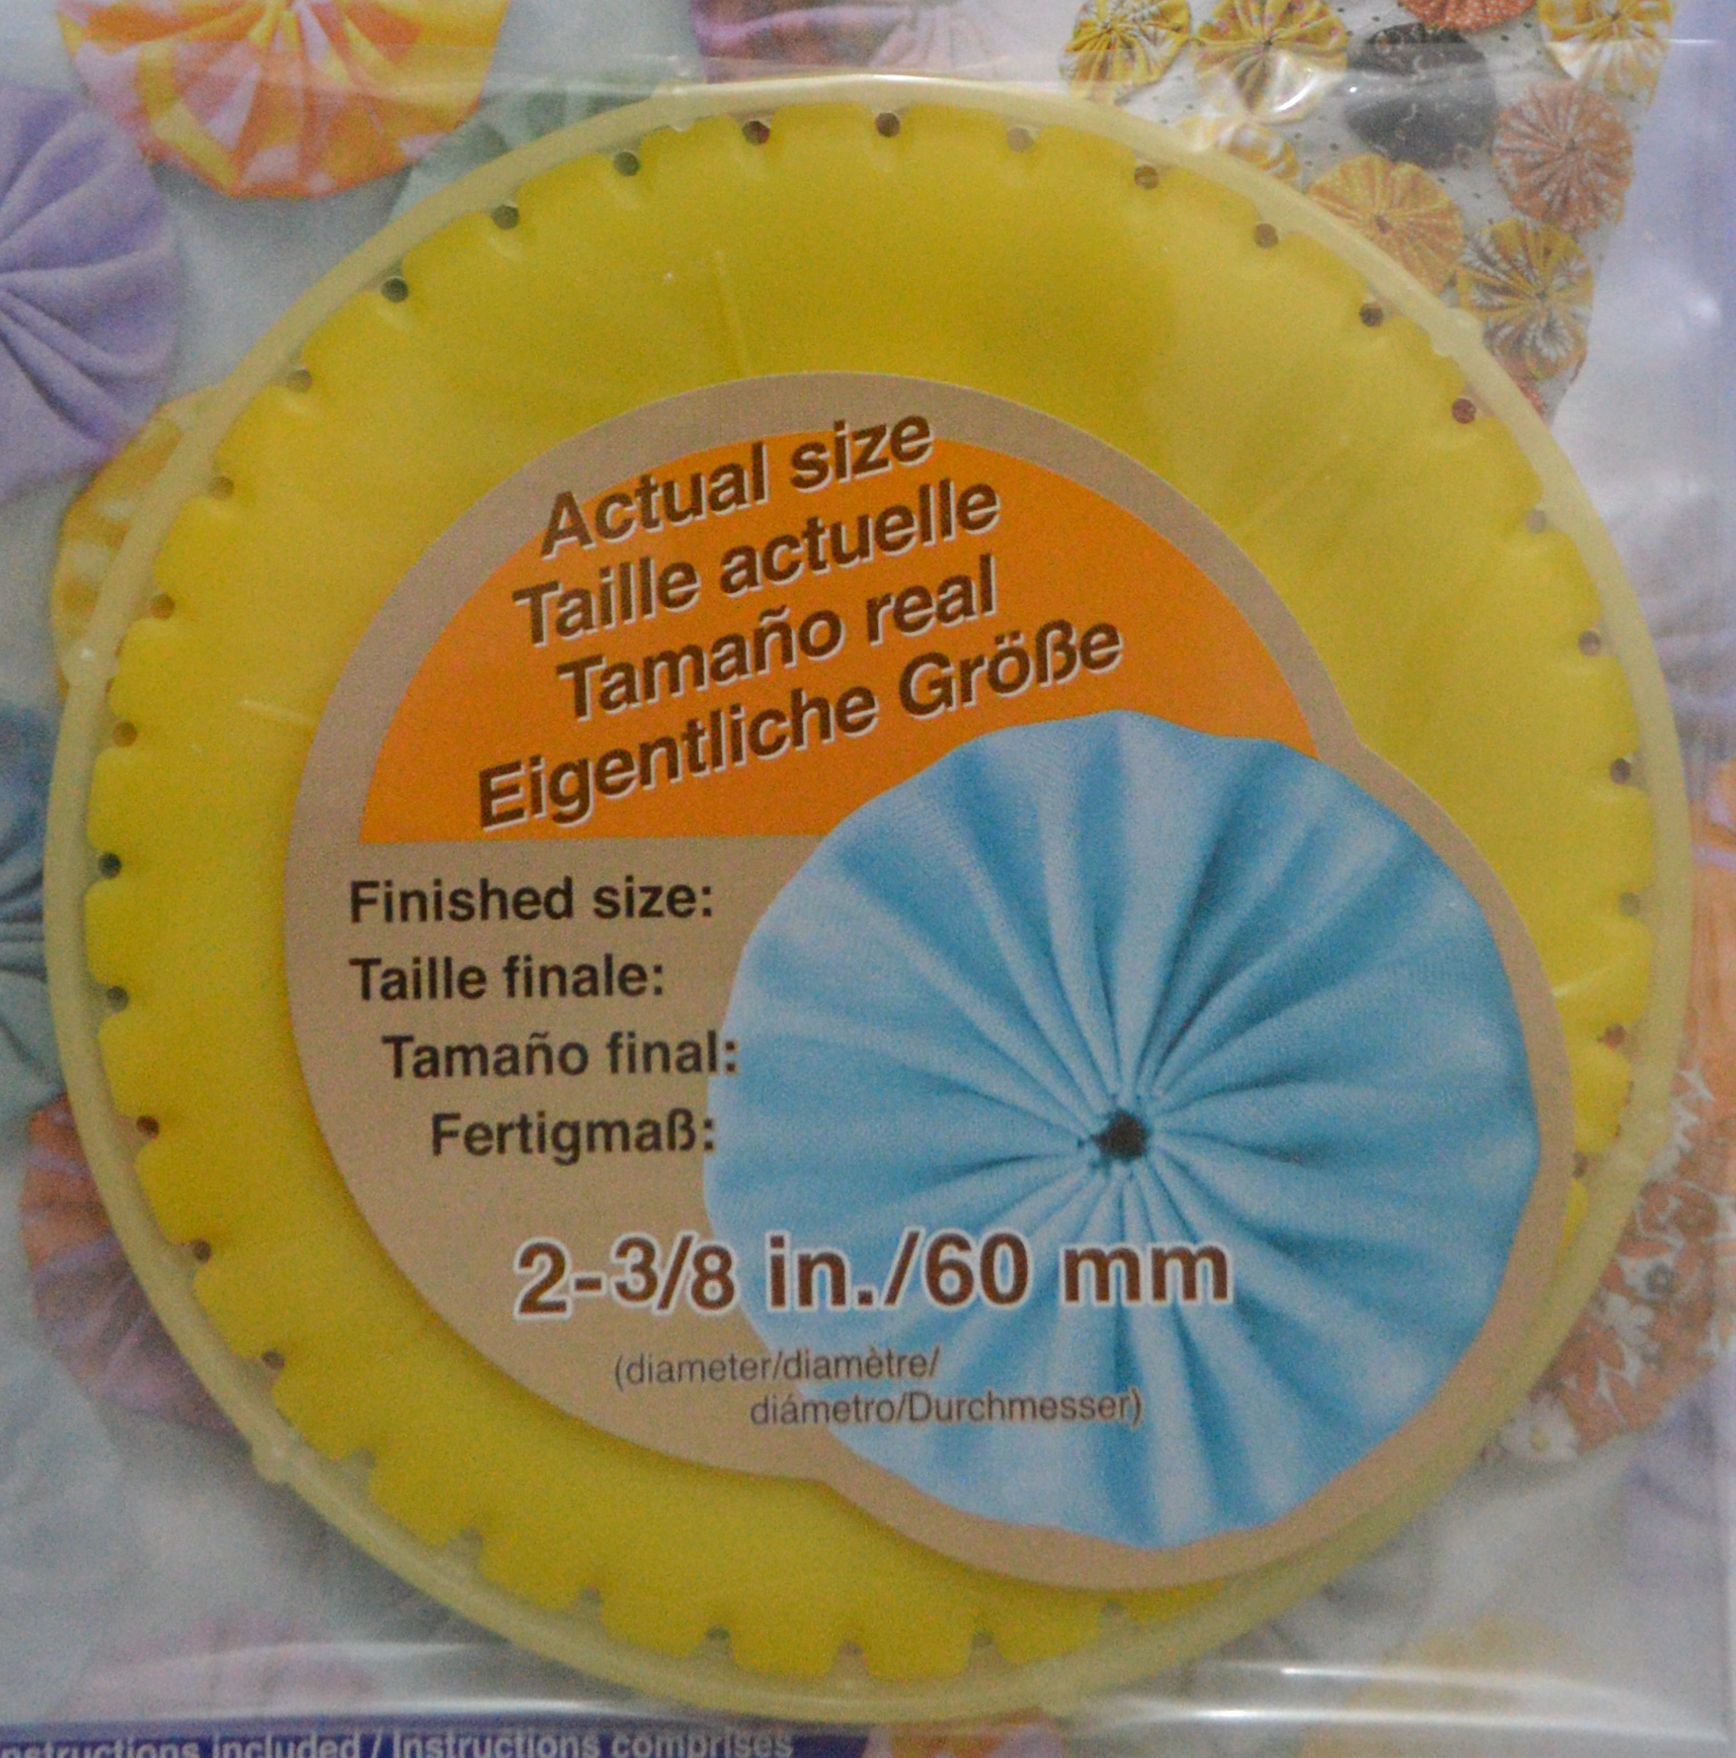 Actual size
Taille actuelle
Tamaño real
Eigentliche Größe
Finished size:
Taille finale:
Tamaño final:
Fertigmaß:
2-3/8 in./60 mm
(diameter/diamètre/
diámetro/Durchmesser)
nstructions included / Instructions comprises